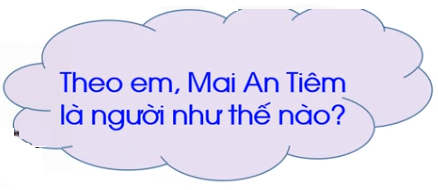 Theo em, Mai An Tiêm
là người như thế nào?